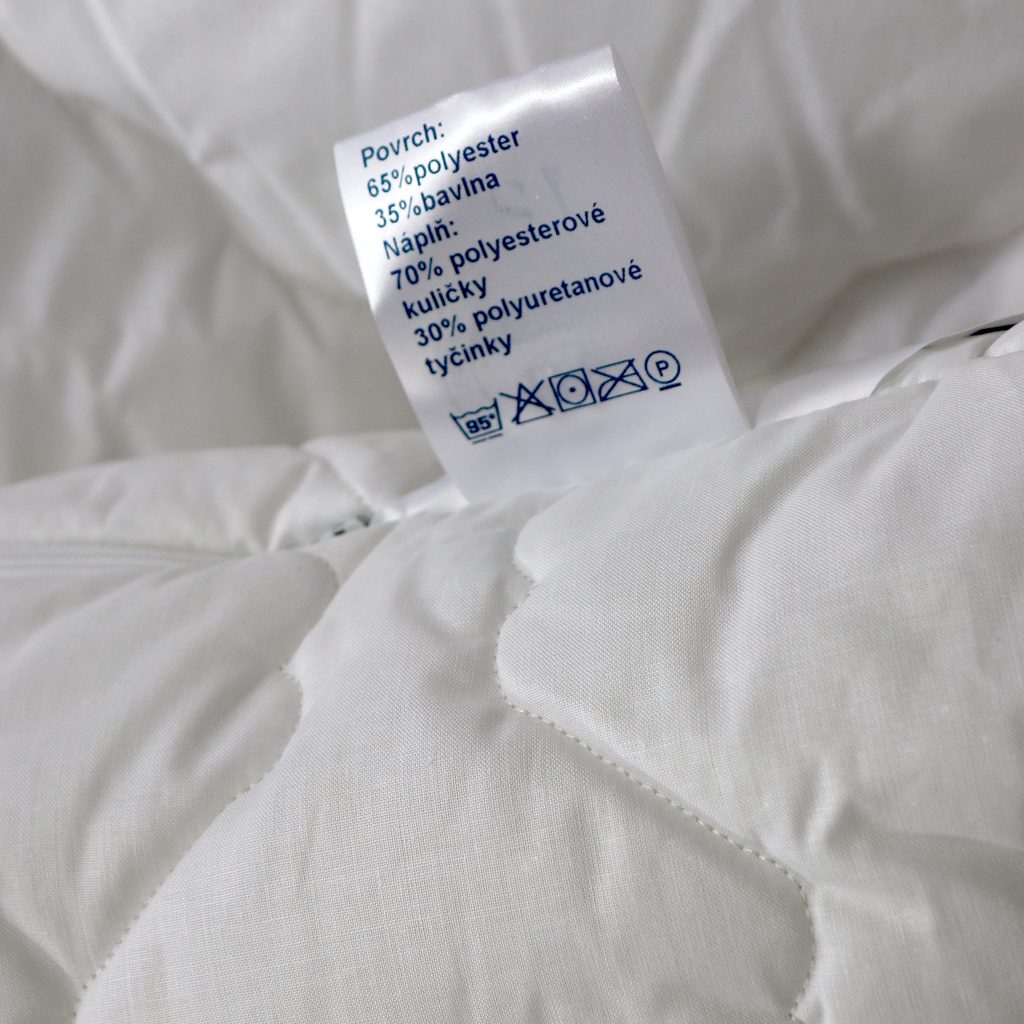 Povrch:
65%polyester
35%bavlna
Náplň:
70% polyesterové
kuličky
30% polyuretanové
tyčinky
95° P